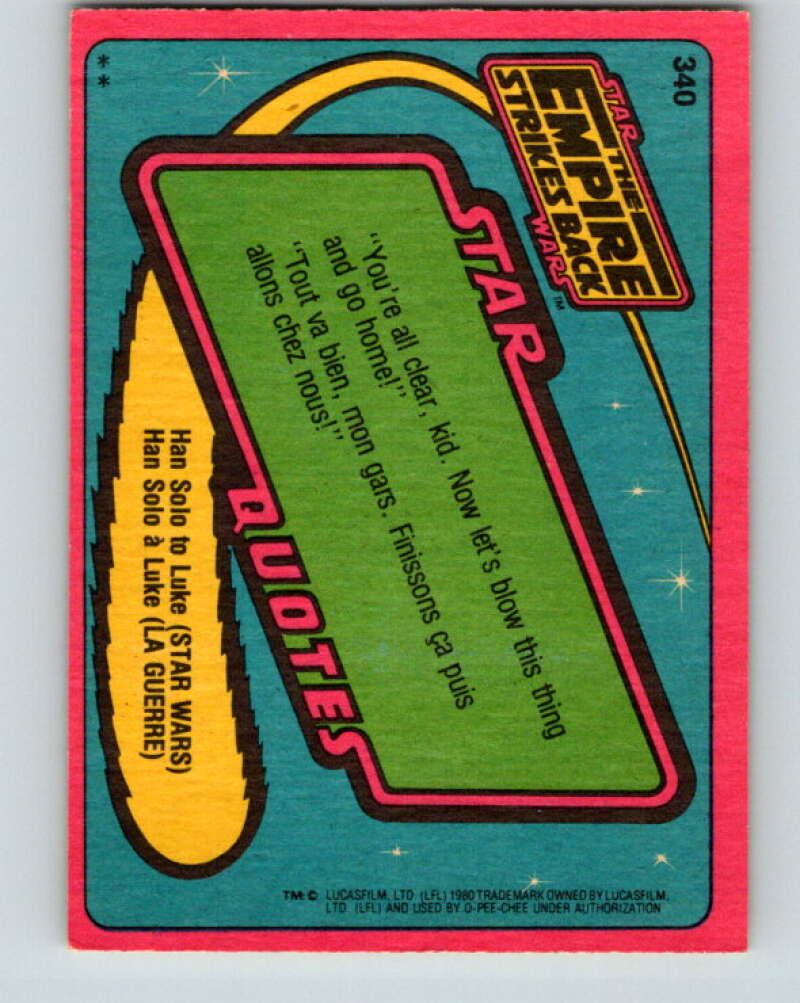 340
STAR
THE
EMPIRE
STRIKES BACK
WARS™
STAR
"You're all clear, kid. Now let's blow this thing
and go home!"
"Tout va bien, mon gars. Finissons ça puis
allons chez nous!"
QUOTES
Han Solo to Luke (STAR WARS)
Han Solo à Luke (LA GUERRE)
* *
TM: © LUCASFILM, LTD. (LFL) 1980 TRADEMARK OWNED BY LUCASFILM,
LTD. (LFL) AND USED BY O-PEE-CHEE UNDER AUTHORIZATION